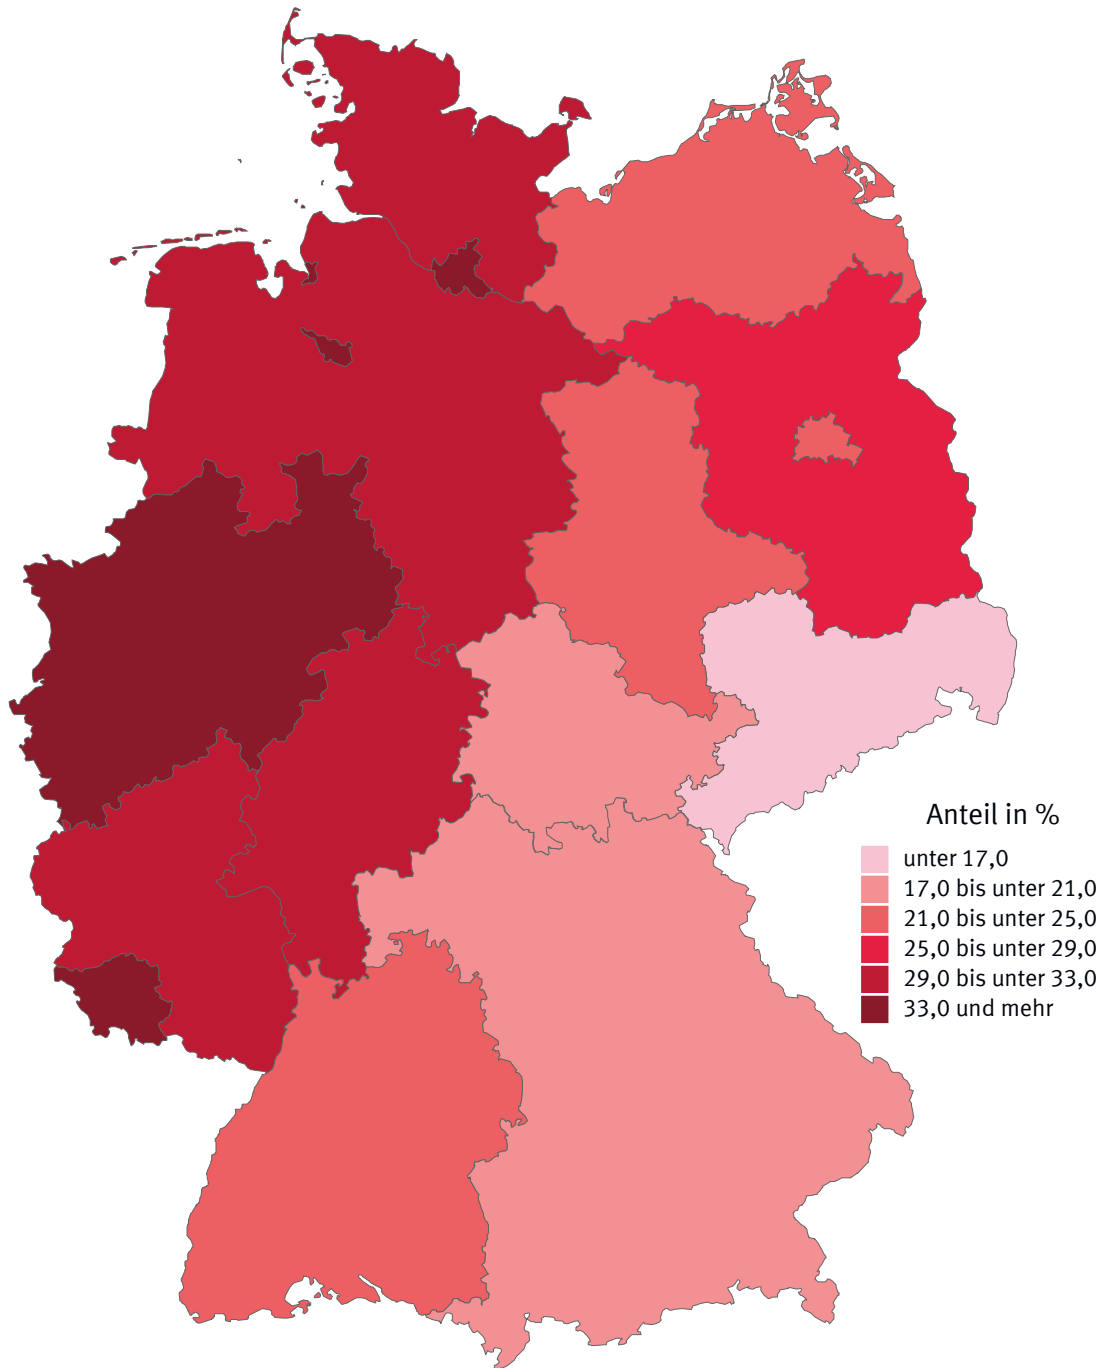 Anteil in %
unter 17,0
17,0 bis unter 21,0
21,0 bis unter 25,0
25,0 bis unter 29,0
29,0 bis unter 33,0
33,0 und mehr